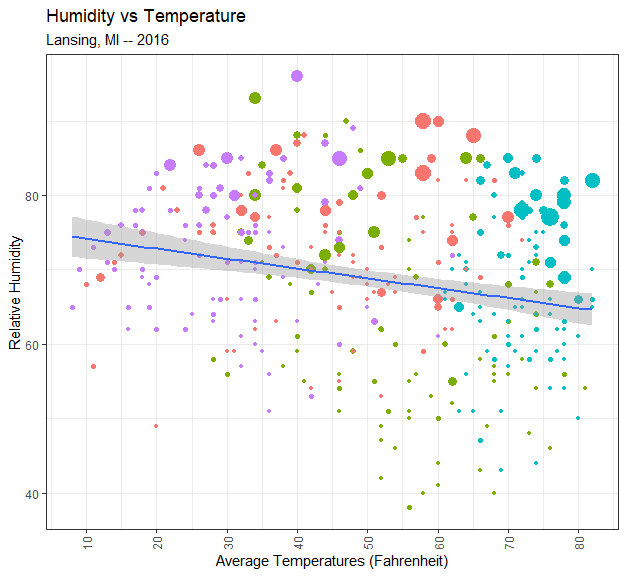 Humidity vs Temperature
Lansing, MI -- 2016
Relative Humidity
80
60
40
10 20 30 40 50 60 70 80
Average Temperatures (Fahrenheit)